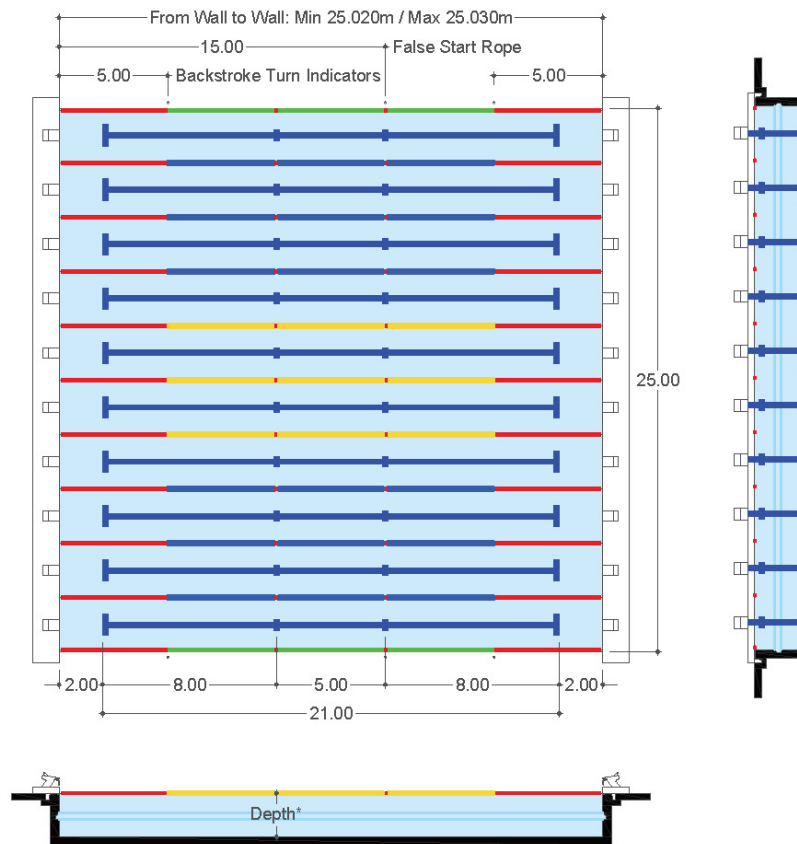 From Wall to Wall: Min 25.020m / Max 25.030m
15.00 False Start Rope
5.00 Backstroke Turn Indicators 5.00
25.00
2.00 8.00 5.00 8.00 2.00
21.00
Depth*